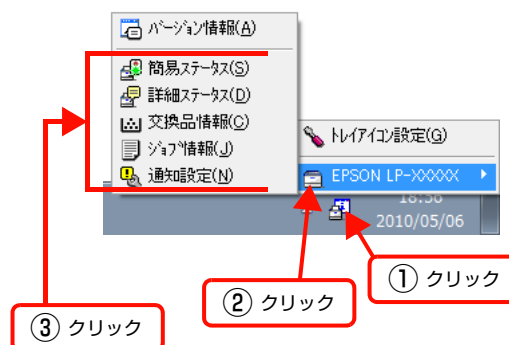 バージョン情報(A)
簡易ステータス(S)
詳細ステータス(D)
交換品情報(C)
ジョブ情報(J)
通知設定(N)
トレイアイコン設定(G)
EPSON LP-XXXXX
18:56
2010/05/06
① クリック
② クリック
③ クリック